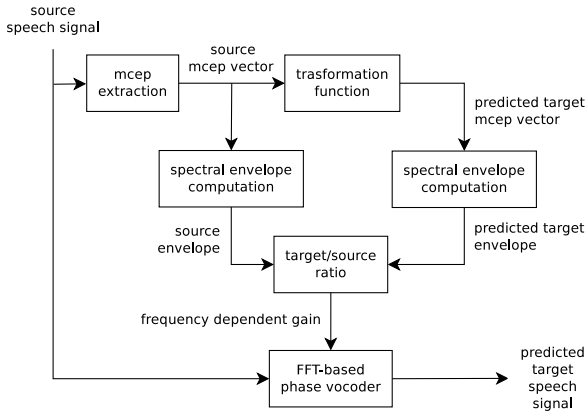 source
speech signal
mcep
extraction
source
mcep vector
trasformation
function
predicted target
mcep vector
spectral envelope
computation
spectral envelope
computation
source
envelope
predicted target
envelope
target/source
ratio
frequency dependent gain
FFT-based
phase vocoder
predicted
target
speech
signal